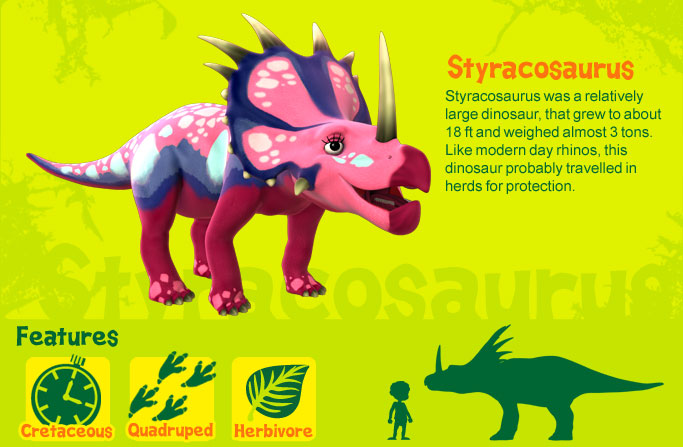 Styracosaurus
Styracosaurus was a relatively
large dinosaur, that grew to about
18 ft and weighed almost 3 tons.
Like modern day rhinos, this
dinosaur probably travelled in
herds for protection.
Styracosaurus
Features
Cretaceous
Quadruped
Herbivore